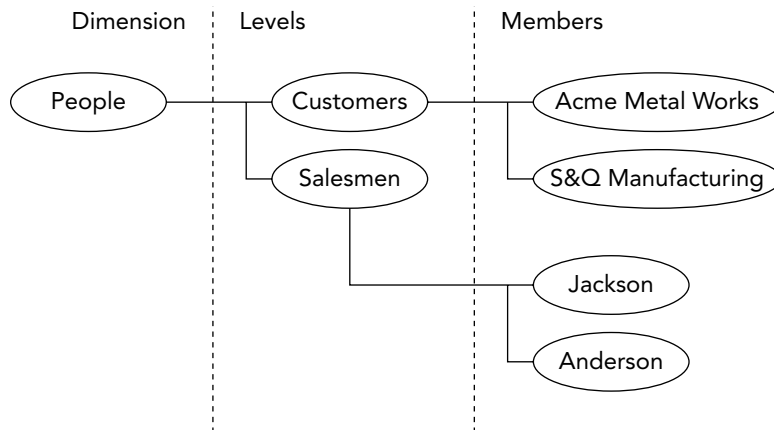 Dimension
Levels
Members
People
Customers
Acme Metal Works
Salesmen
S&Q Manufacturing
Jackson
Anderson